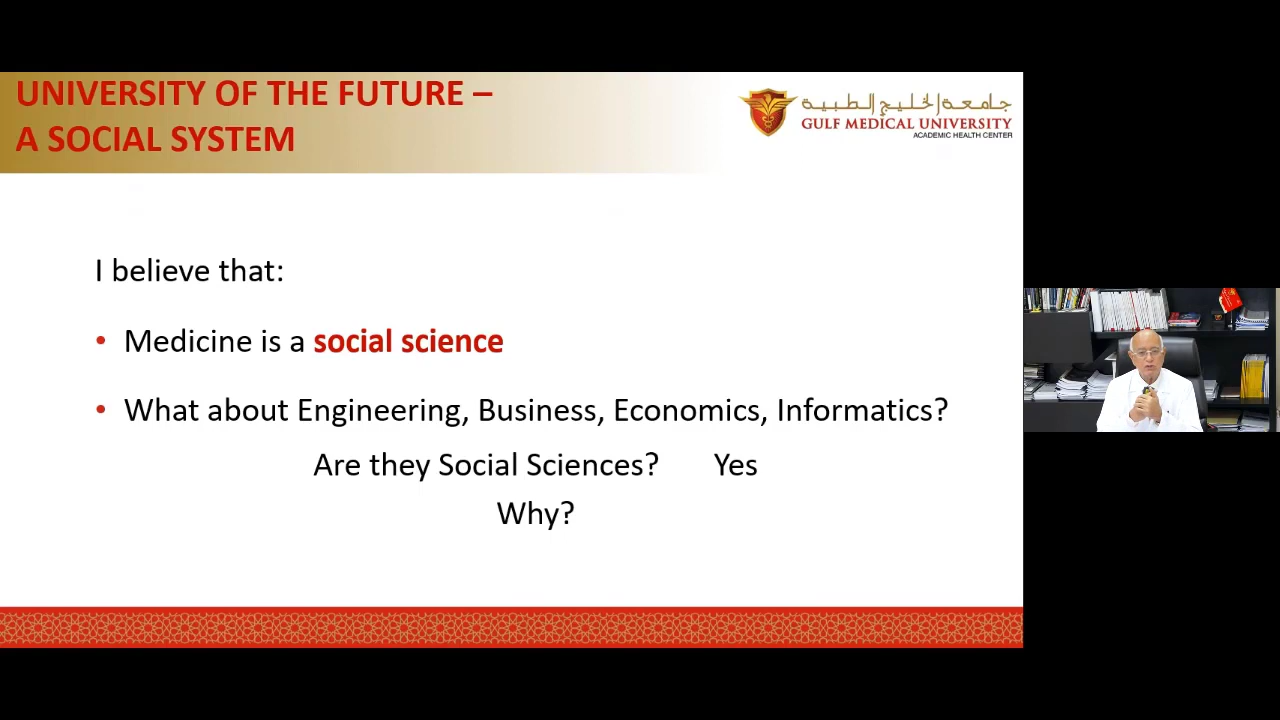 UNIVERSITY OF THE FUTURE –
A SOCIAL SYSTEM
جامعة الخليج الطبية
GULF MEDICAL UNIVERSITY
ACADEMIC HEALTH CENTER
I believe that:
• Medicine is a social science
• What about Engineering, Business, Economics, Informatics?
Are they Social Sciences? Yes
Why?